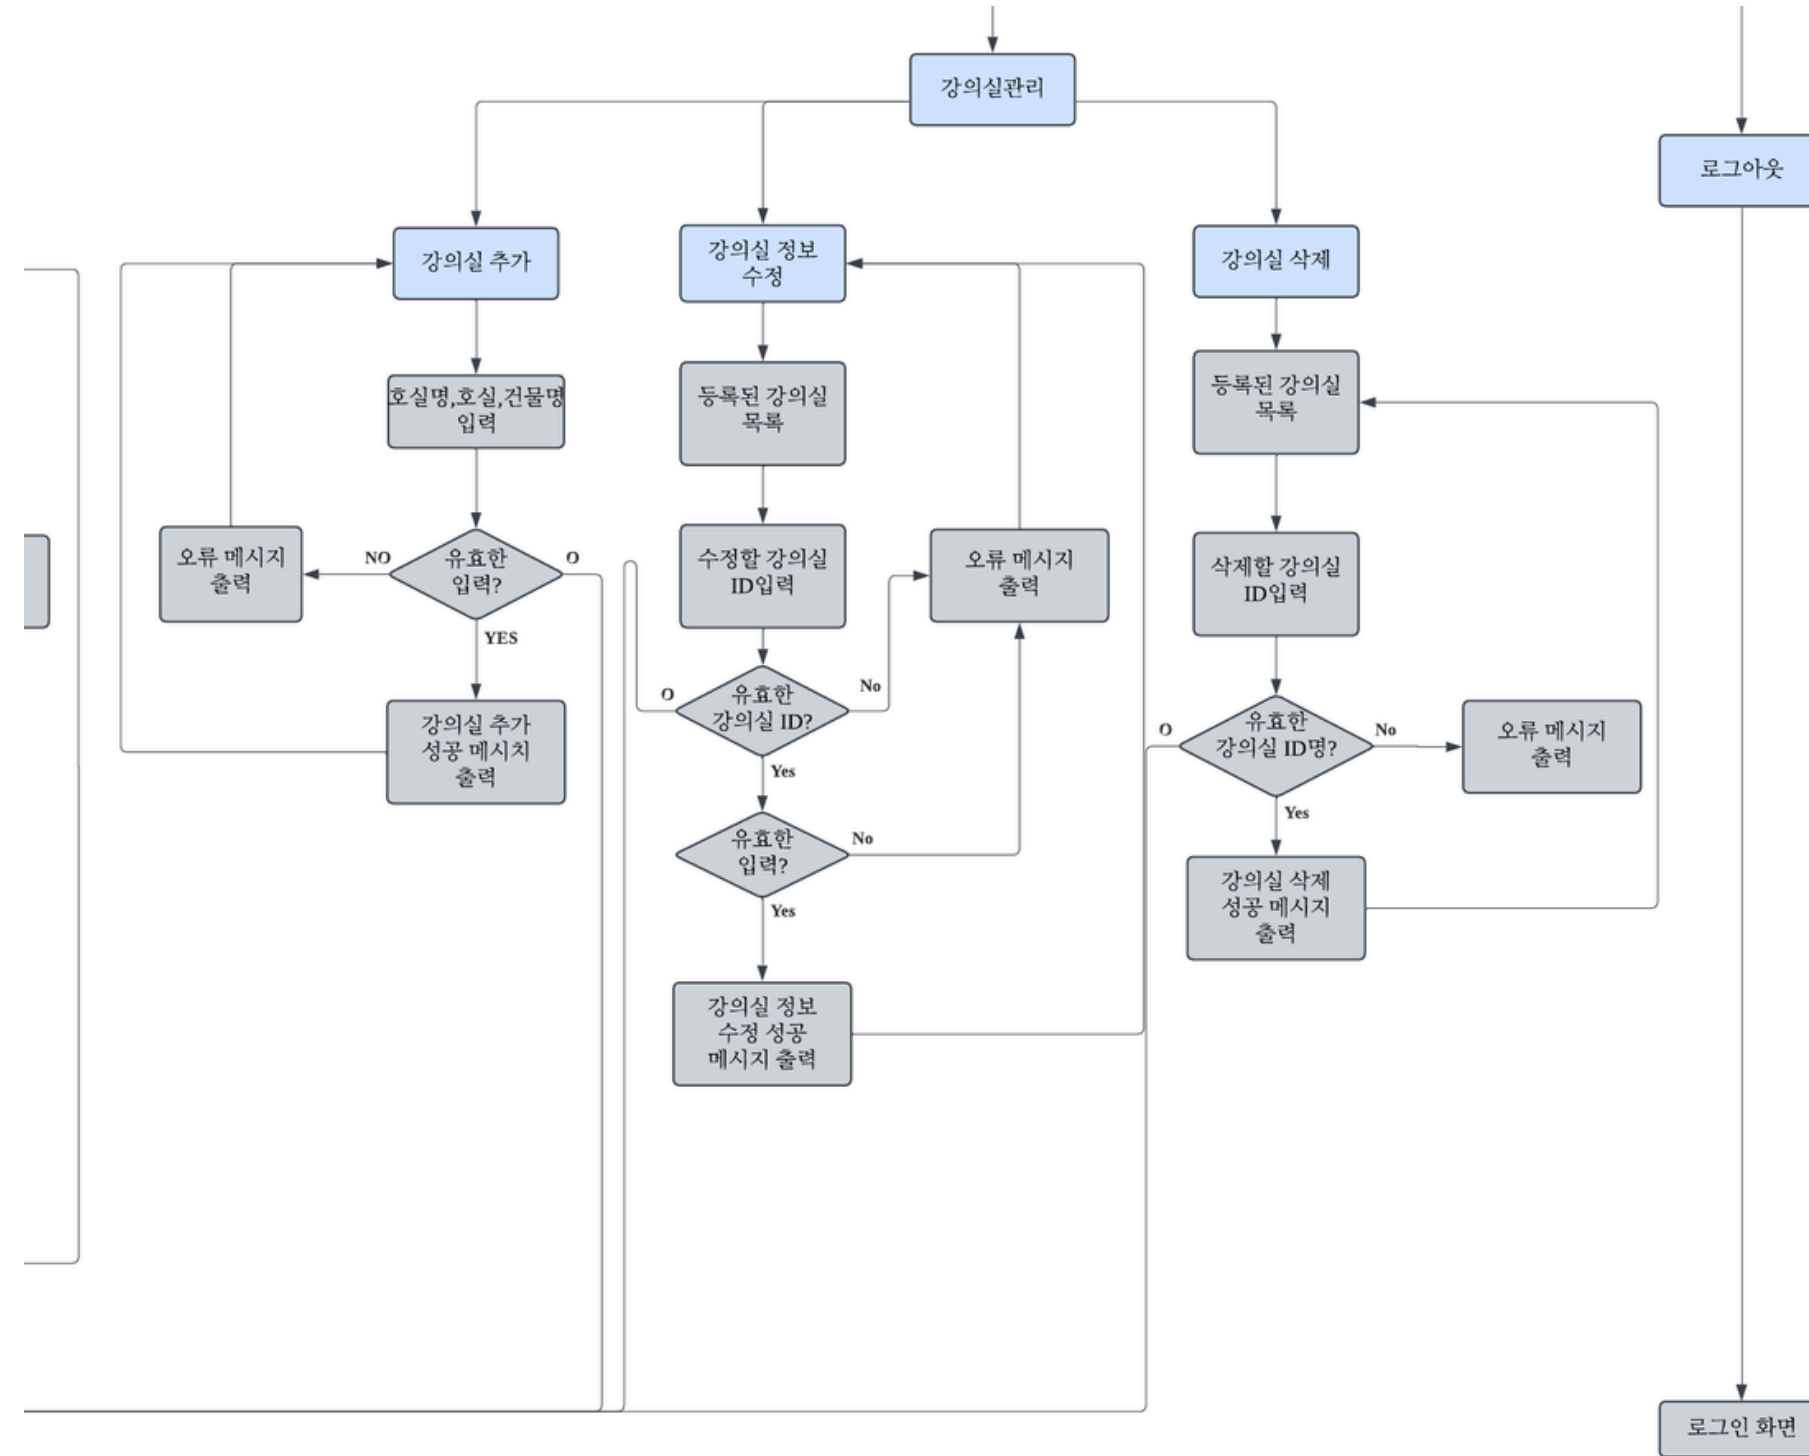 강의실관리
로그아웃
강의실 추가
강의실 정보
수정
강의실 삭제
호실명,호실,건물명
입력
등록된 강의실
목록
등록된 강의실
목록
오류 메시지
출력
NO
유효한
입력?
O
YES
수정할 강의실
ID입력
오류 메시지
출력
삭제할 강의실
ID입력
O
유효한
강의실 ID?
No
Yes
강의실 추가
성공 메시치
출력
O
유효한
강의실 ID명?
No
오류 메시지
출력
Yes
유효한
입력?
No
Yes
강의실 삭제
성공 메시지
출력
강의실 정보
수정 성공
메시지 출력
로그인 화면